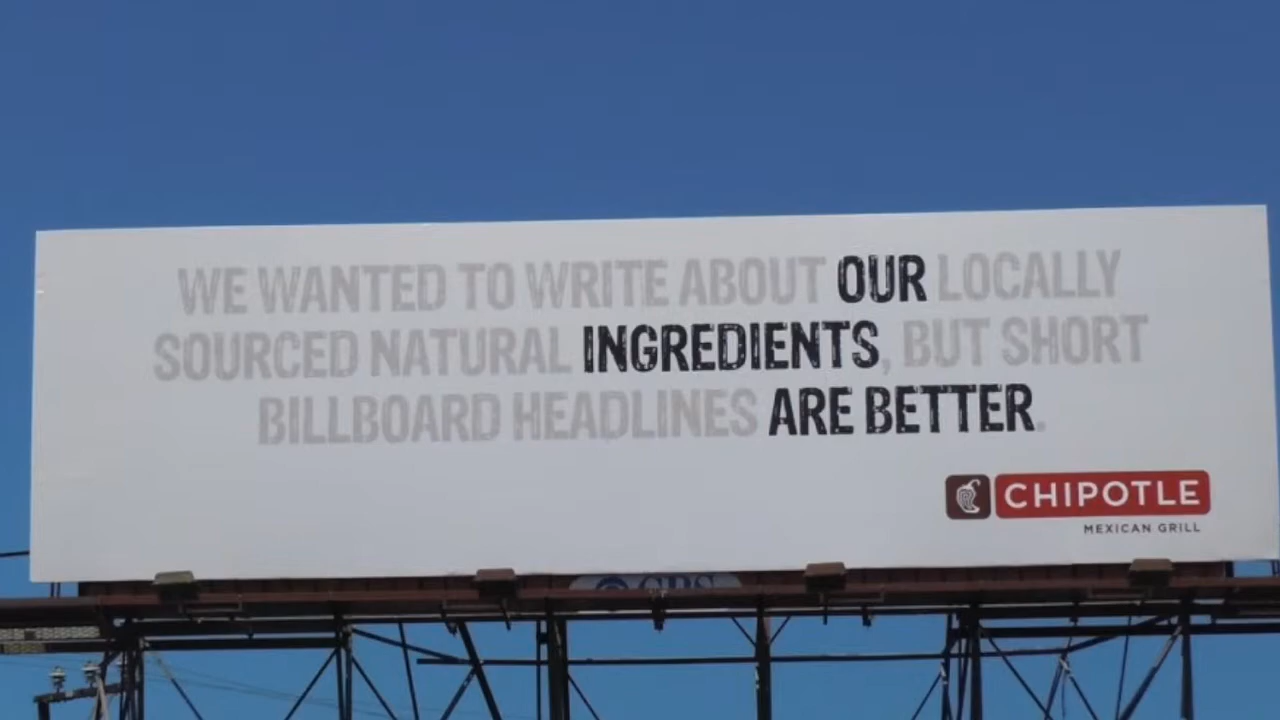 WE WANTED TO WRITE ABOUT OUR LOCALLY
SOURCED NATURAL INGREDIENTS, BUT SHORT
BILLBOARD HEADLINES ARE BETTER.
CHIPOTLE
MEXICAN GRILL
CBS